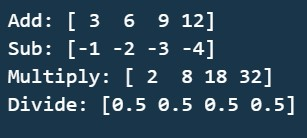 Add: [ 3  6  9 12]
Sub: [-1 -2 -3 -4]
Multiply: [ 2  8 18 32]
Divide: [0.5 0.5 0.5 0.5]